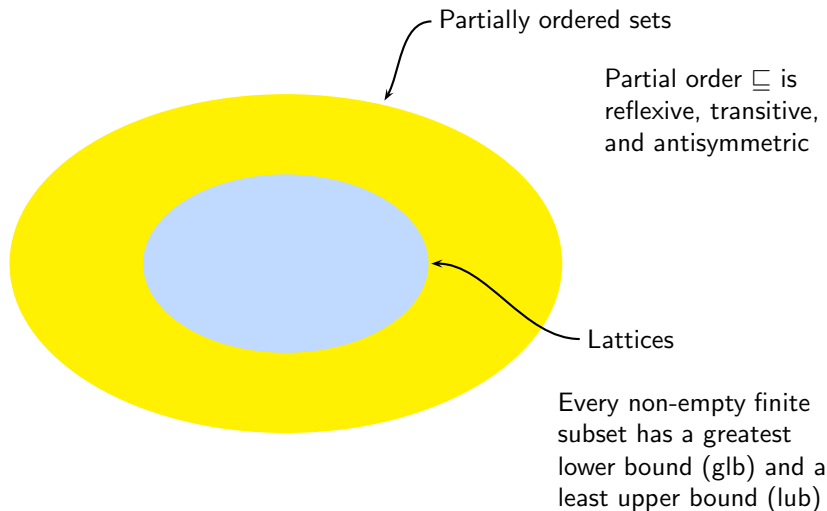 Partially ordered sets
Partial order ⊑ is
reflexive, transitive,
and antisymmetric
Lattices
Every non-empty finite
subset has a greatest
lower bound (glb) and a
least upper bound (lub)